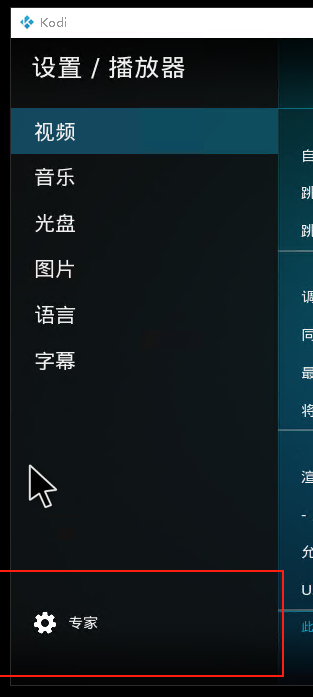 Kodi
设置 / 播放器
视频
音乐
光盘
图片
语言
字幕
专家
自
跳
跳
调
同
最
将
渲
-
允
U
此